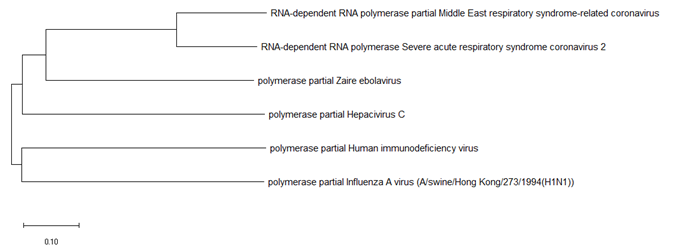 RNA-dependent RNA polymerase partial Middle East respiratory syndrome-related coronavirus
RNA-dependent RNA polymerase Severe acute respiratory syndrome coronavirus 2
polymerase partial Zaire ebolavirus
polymerase partial Hepacivirus C
polymerase partial Human immunodeficiency virus
polymerase partial Influenza A virus (A/swine/Hong Kong/273/1994(H1N1))
0.10